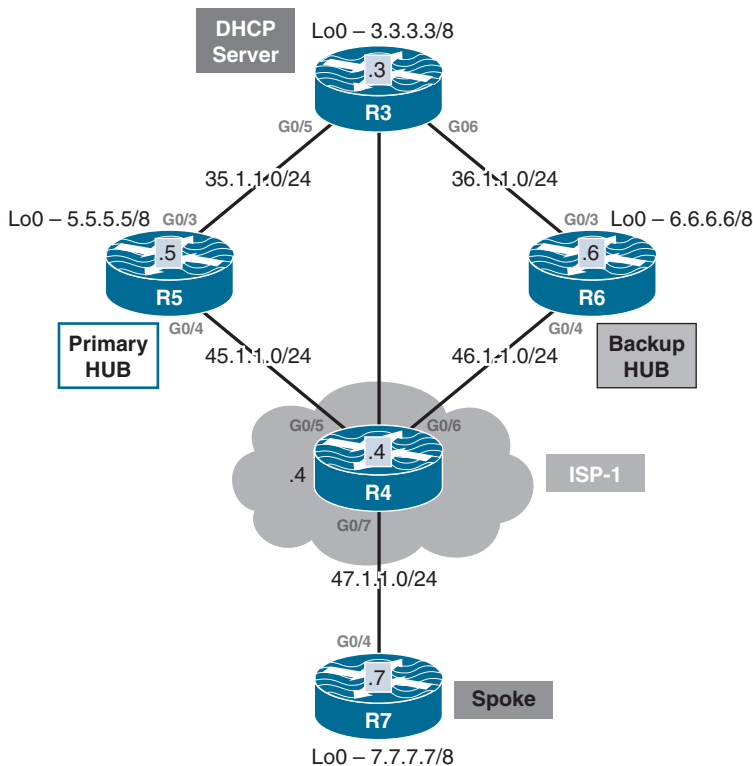 DHCP
Server
Lo0 – 3.3.3.3/8
.3
R3
G0/5
G06
35.1.1.0/24
36.1.1.0/24
Lo0 – 5.5.5.5/8
G0/3
G0/3
Lo0 – 6.6.6.6/8
.5
.6
R5
R6
G0/4
G0/4
Primary
HUB
45.1.1.0/24
46.1.1.0/24
Backup
HUB
G0/5
G0/6
.4
.4
R4
ISP-1
G0/7
47.1.1.0/24
G0/4
.7
R7
Spoke
Lo0 – 7.7.7.7/8